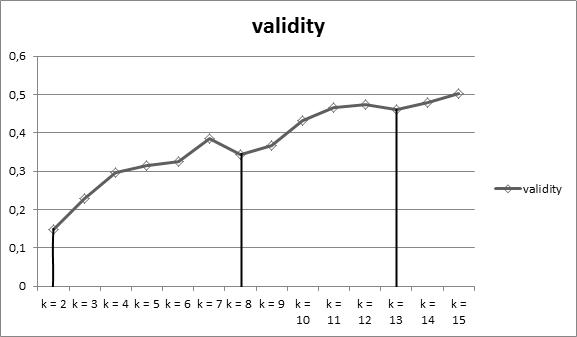 validity
0,6
0,5
0,4
0,3
0,2
0,1
0
k = 2 k = 3 k = 4 k = 5 k = 6 k = 7 k = 8 k = 9 k = 10 k = 11 k = 12 k = 13 k = 14 k = 15
validity